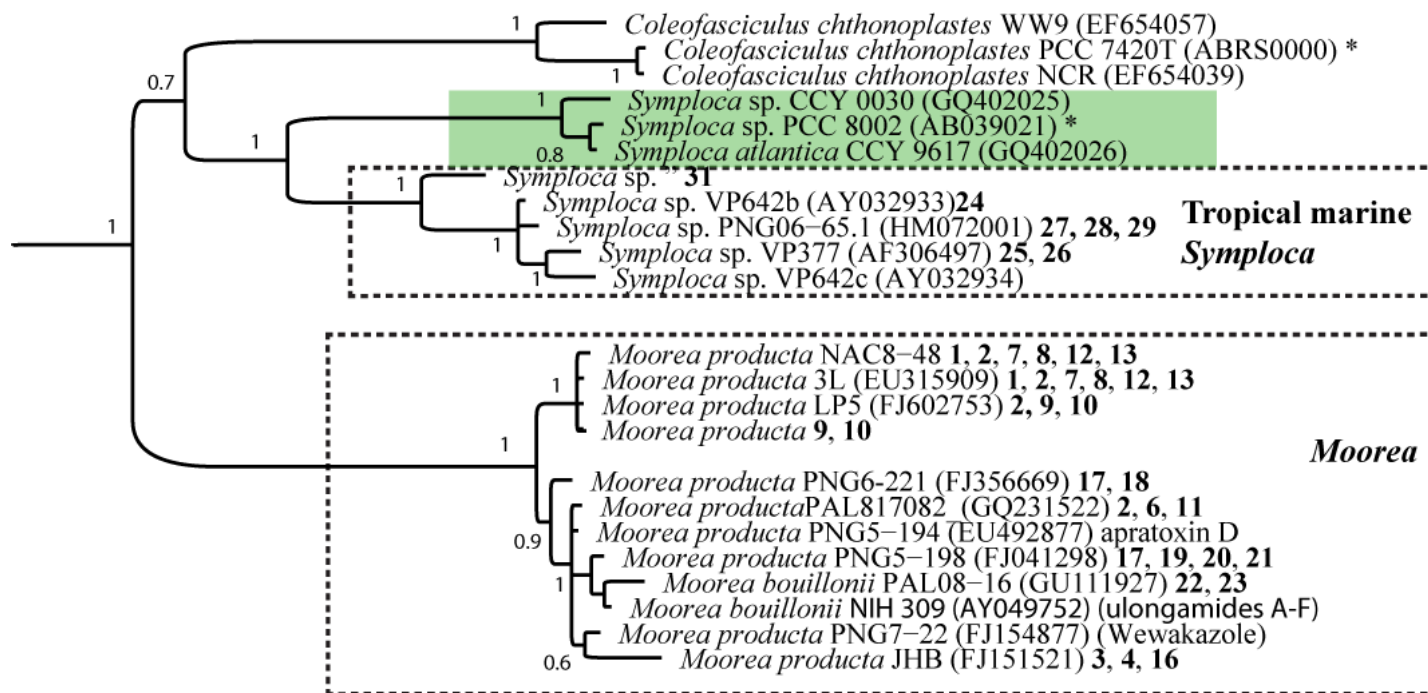 1
Coleofasciculus chthonoplastes WW9 (EF654057)
Coleofasciculus chthonoplastes PCC 7420T (ABRS0000) *
1
Coleofasciculus chthonoplastes NCR (EF654039)
0.7
1
Symploca sp. CCY 0030 (GQ402025)
Symploca sp. PCC 8002 (AB039021) *
1
0.8
Symploca atlantica CCY 9617 (GQ402026)
1
Symploca sp. 31
Symploca sp. VP642b (AY032933)24
Symploca sp. PNG06−65.1 (HM072001) 27, 28, 29
1
Symploca sp. VP377 (AF306497) 25, 26
1
Symploca sp. VP642c (AY032934)
Tropical marine
Symploca
1
Moorea producta NAC8−48 1, 2, 7, 8, 12, 13
1
Moorea producta 3L (EU315909) 1, 2, 7, 8, 12, 13
Moorea producta LP5 (FJ602753) 2, 9, 10
Moorea producta 9, 10
1
Moorea
Moorea producta PNG6-221 (FJ356669) 17, 18
Moorea productaPAL817082_(GQ231522) 2, 6, 11
0.9
Moorea producta PNG5−194 (EU492877) apratoxin D
Moorea producta PNG5−198 (FJ041298) 17, 19, 20, 21
1
Moorea bouillonii PAL08−16 (GU111927) 22, 23
Moorea bouillonii NIH 309 (AY049752) (ulongamides A-F)
Moorea producta PNG7−22 (FJ154877) (Wewakazole)
0.6
Moorea producta JHB (FJ151521) 3, 4, 16